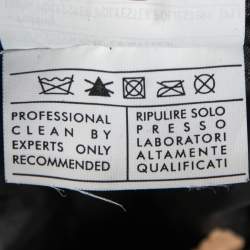 PROFESSIONAL
CLEAN BY
EXPERTS ONLY
RECOMMENDED
RIPULIRE SOLO
PRESSO
LABORATORI
ALTAMENTE
QUALIFICATI